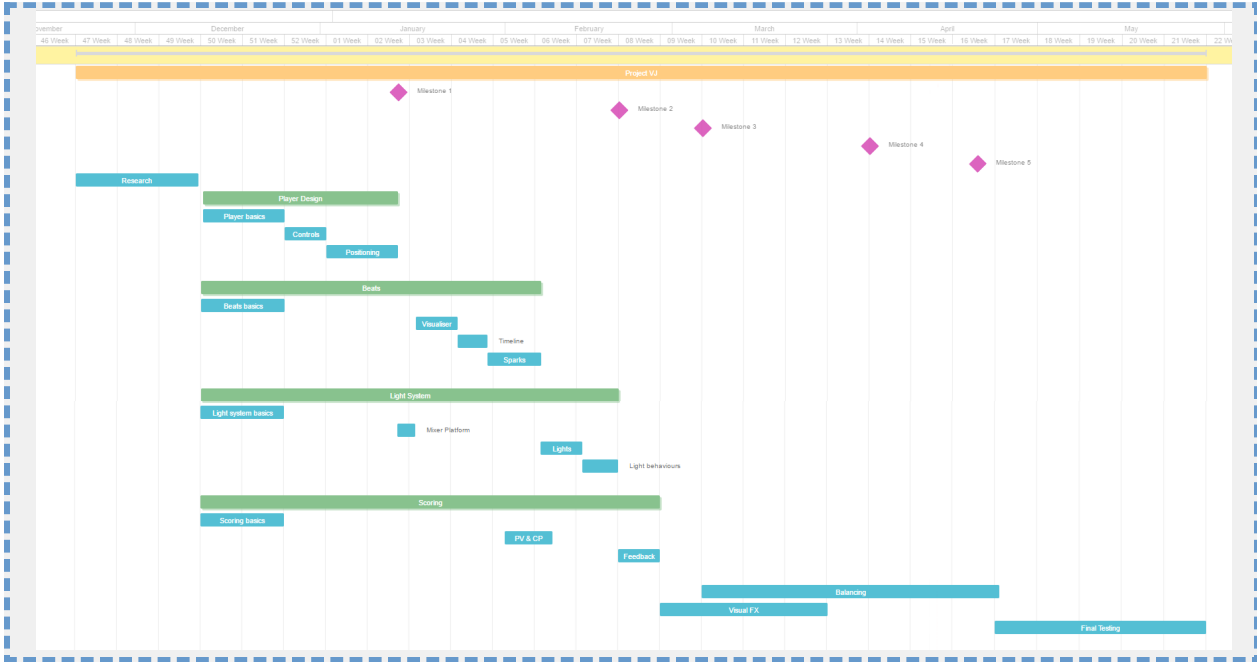 ovember December January February March April May
46 Week 47 Week 48 Week 49 Week 50 Week 51 Week 52 Week 01 Week 02 Week 03 Week 04 Week 05 Week 06 Week 07 Week 08 Week 09 Week 10 Week 11 Week 12 Week 13 Week 14 Week 15 Week 16 Week 17 Week 18 Week 19 Week 20 Week 21 Week 22 W
Project VJ
Milestone 1
Milestone 2
Milestone 3
Milestone 4
Milestone 5
Research
Player Design
Player basics
Controls
Positioning
Beats
Beats basics
Visualiser
Timeline
Sparks
Light System
Light system basics
Mixer Platform
Lights
Light behaviours
Scoring
Scoring basics
PV & CP
Feedback
Balancing
Visual FX
Final Testing